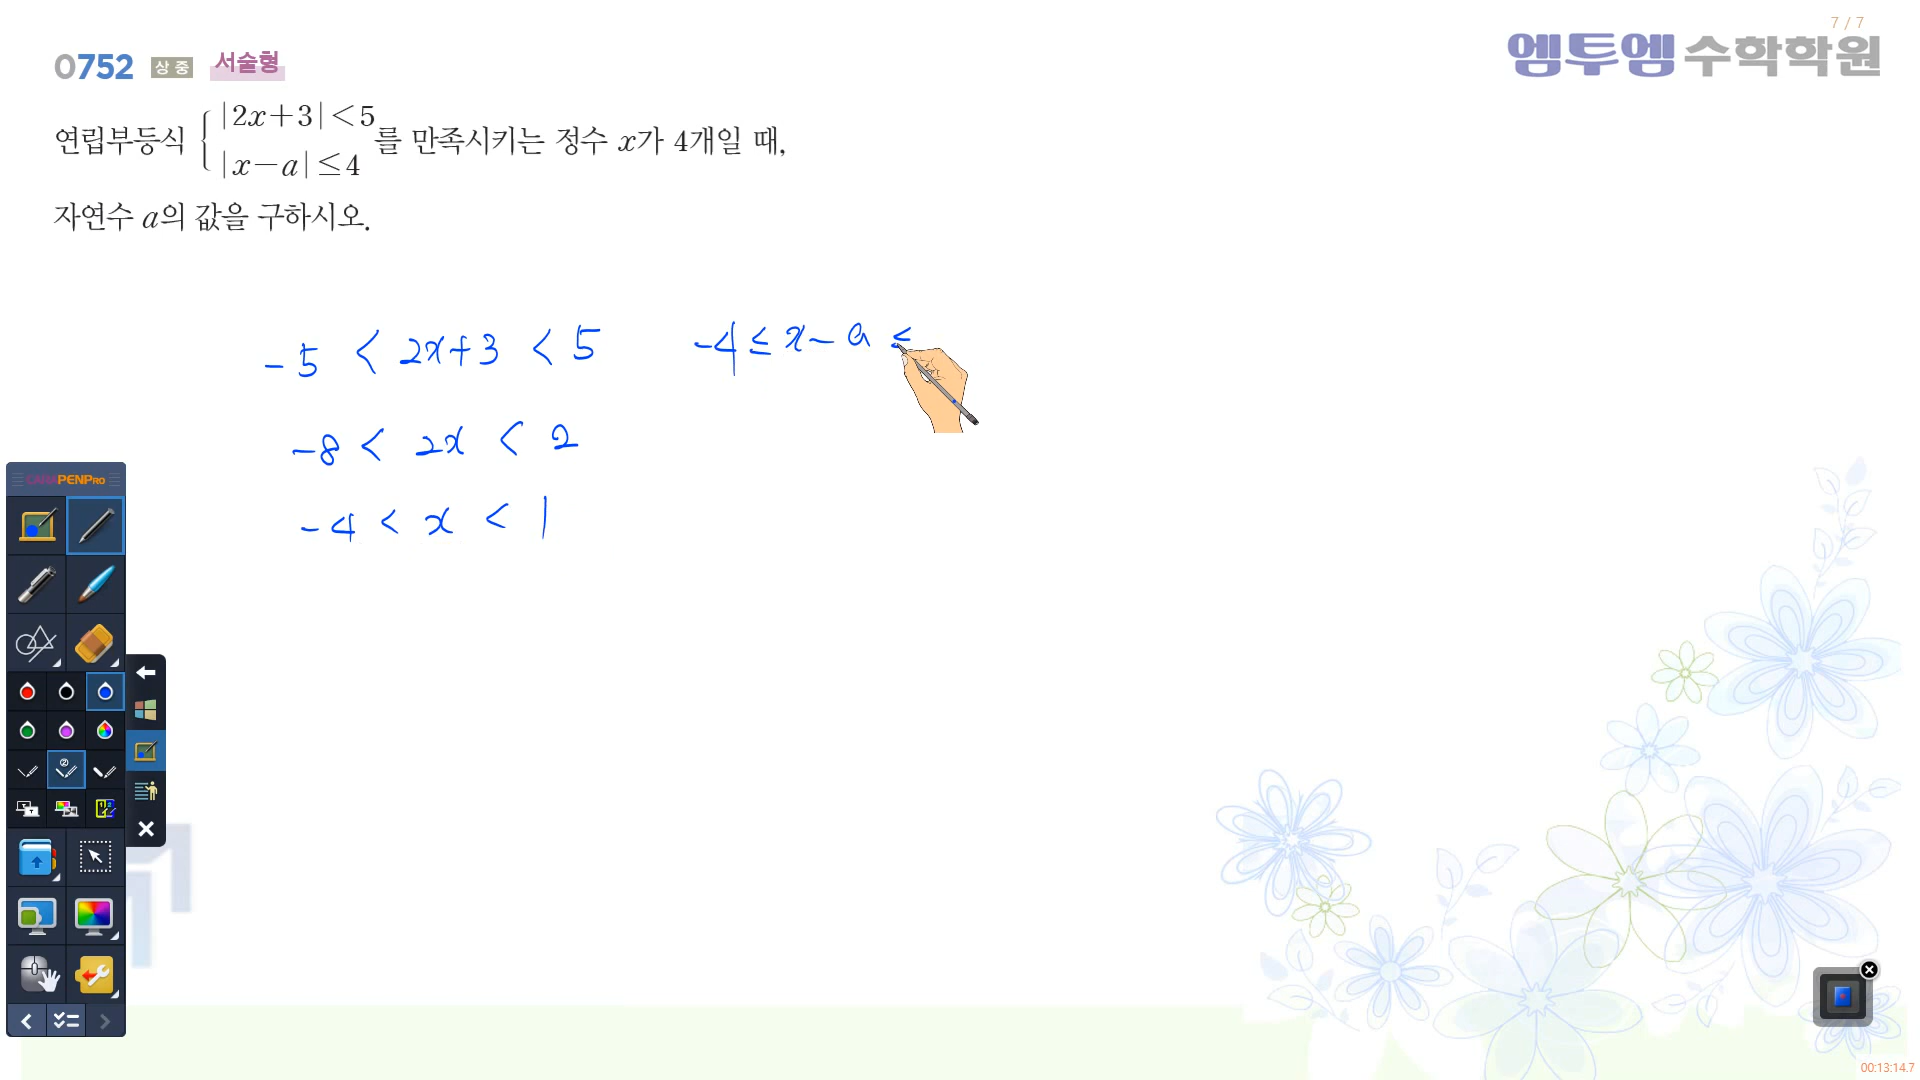 7 / 7
엠투엠 수학학원
0752 상 중 서술형
연립부등식 { |2x+3|<5 |x-a|≤4 를 만족시키는 정수 x가 4개일 때,
자연수 a의 값을 구하시오.
-5 < 2x+3 < 5
-4 ≤ x - a ≤
-8 < 2x < 2
-4 < x < 1
PENPRO
00:13:14.7